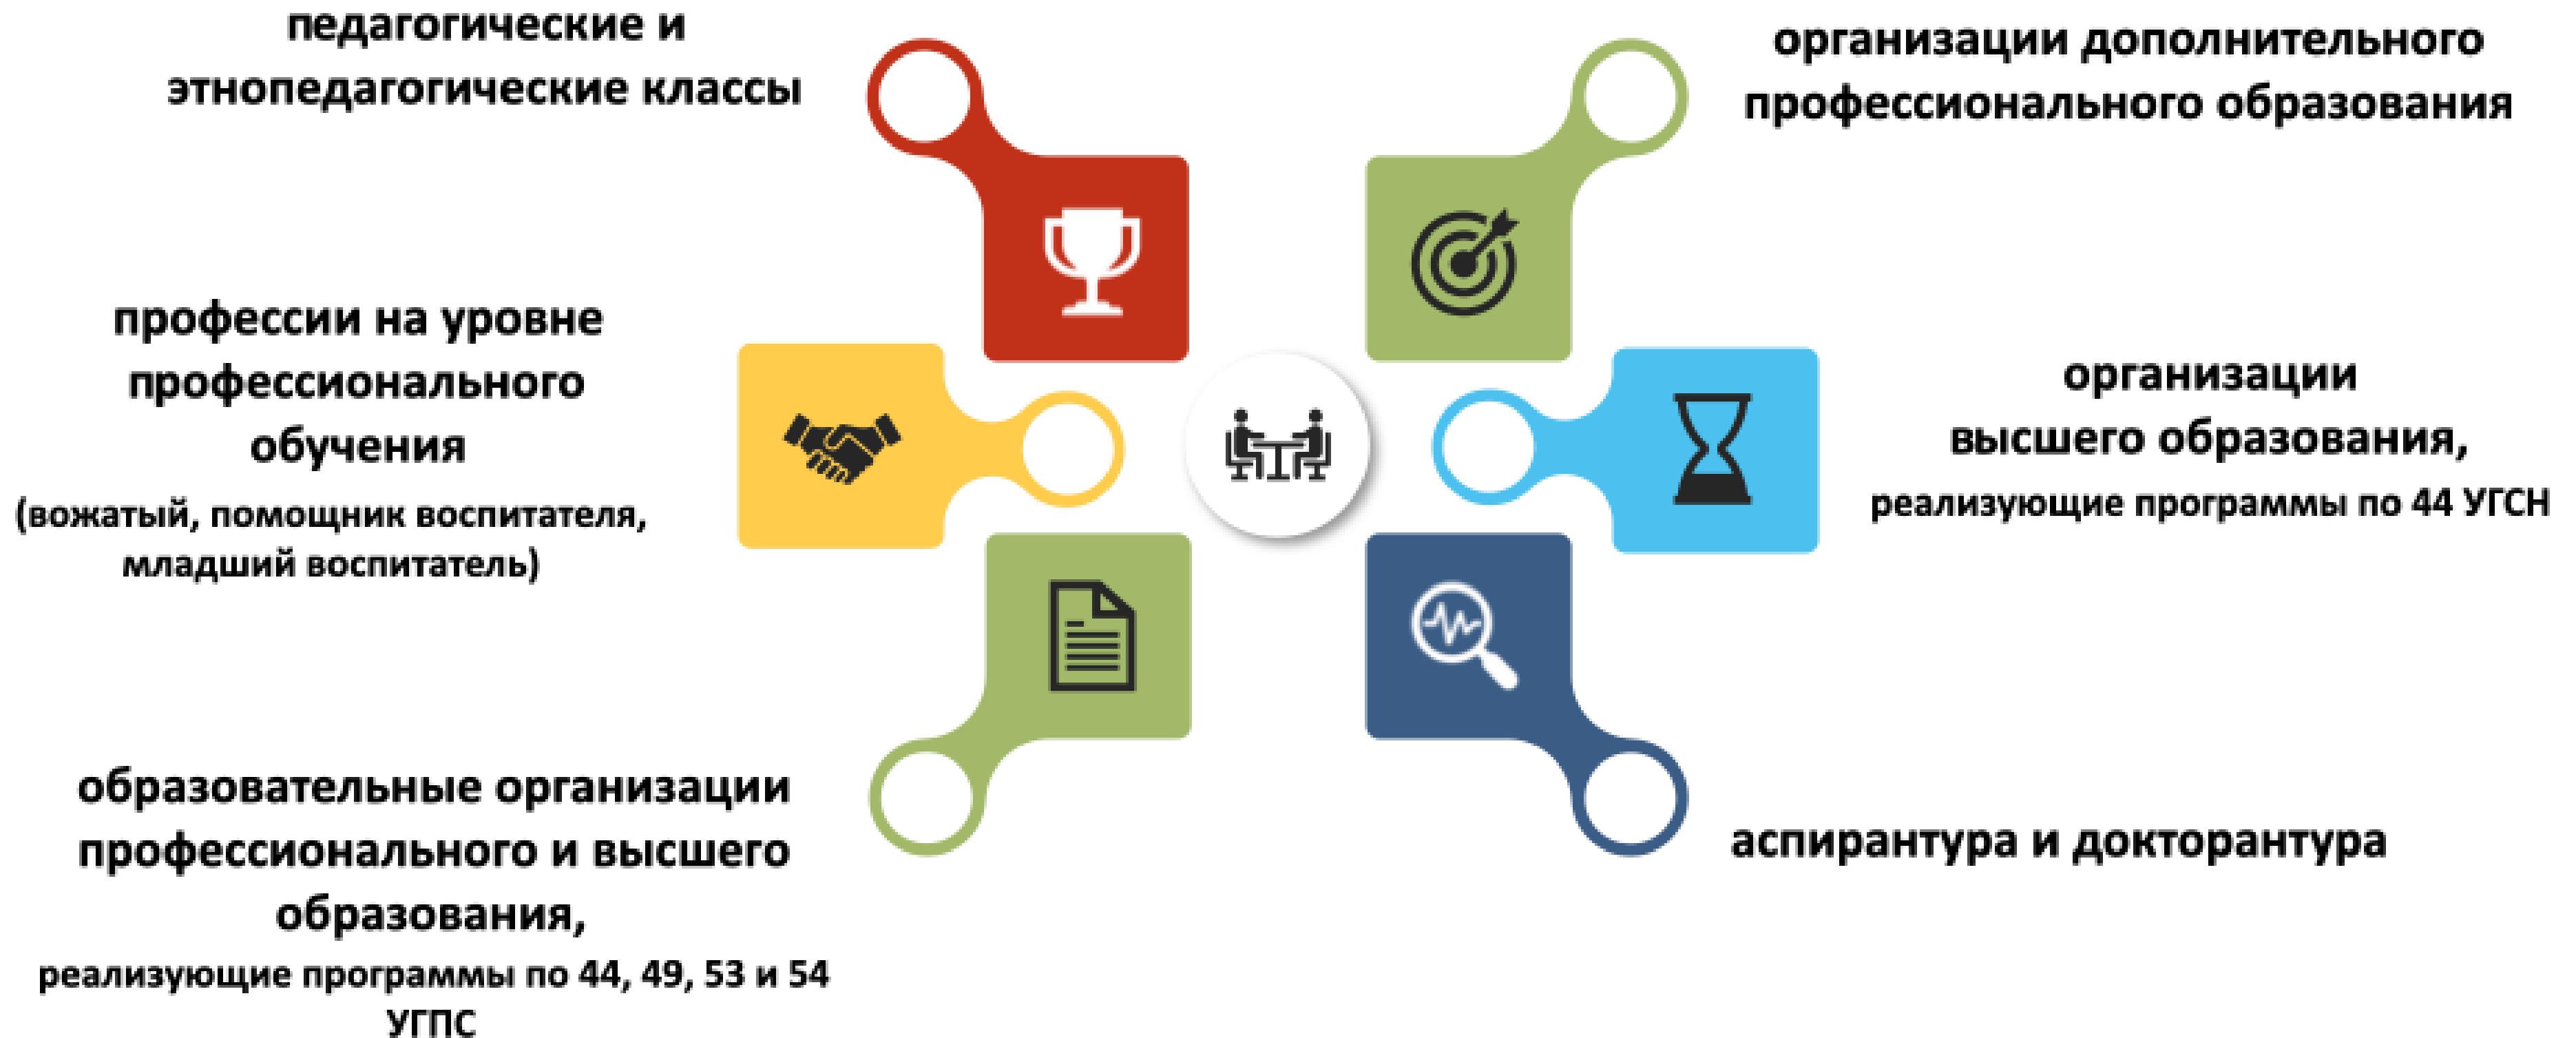 педагогические и
этнопедагогические классы
профессии на уровне
профессионального
обучения
(вожатый, помощник воспитателя,
младший воспитатель)
образовательные организации
профессионального и высшего
образования,
реализующие программы по 44, 49, 53 и 54
УГПС
организации дополнительного
профессионального образования
организации
высшего образования,
реализующие программы по 44 УГСН
аспирантура и докторантура